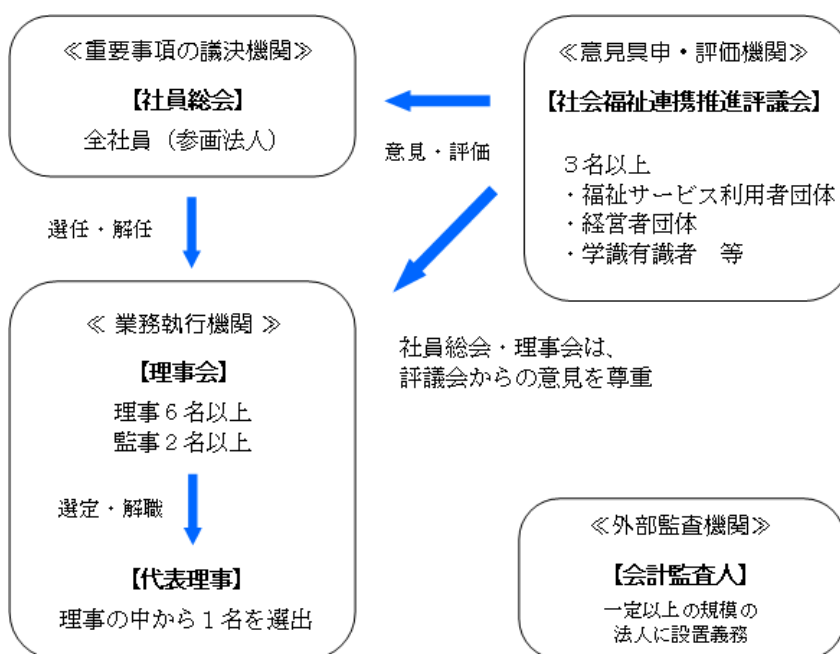 ≪重要事項の議決機関≫
【社員総会】
全社員（参画法人）
≪意見具申・評価機関≫
【社会福祉連携推進評議会】
３名以上
・福祉サービス利用者団体
・経営者団体
・学識有識者　等
意見・評価
選任・解任
≪ 業務執行機関 ≫
【理事会】
理事６名以上
監事２名以上
選定・解職
【代表理事】
理事の中から１名を選出
社員総会・理事会は、
評議会からの意見を尊重
≪外部監査機関≫
【会計監査人】
一定以上の規模の
法人に設置義務